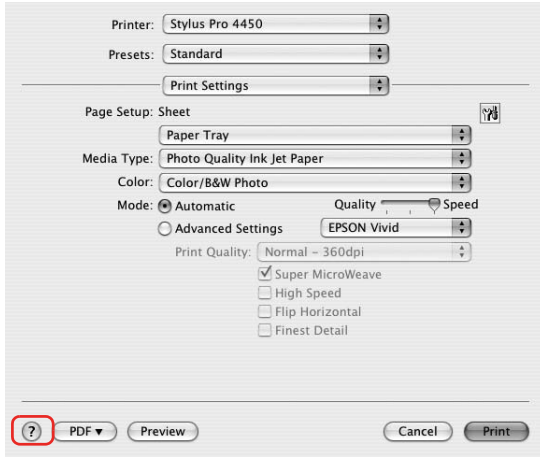 Printer: Stylus Pro 4450
Presets: Standard
Print Settings
Page Setup: Sheet
Paper Tray
Media Type: Photo Quality Ink Jet Paper
Color: Color/B&W Photo
Mode: Automatic Quality Speed
Advanced Settings EPSON Vivid
Print Quality: Normal – 360dpi
Super MicroWeave
High Speed
Flip Horizontal
Finest Detail
? PDF Preview Cancel Print